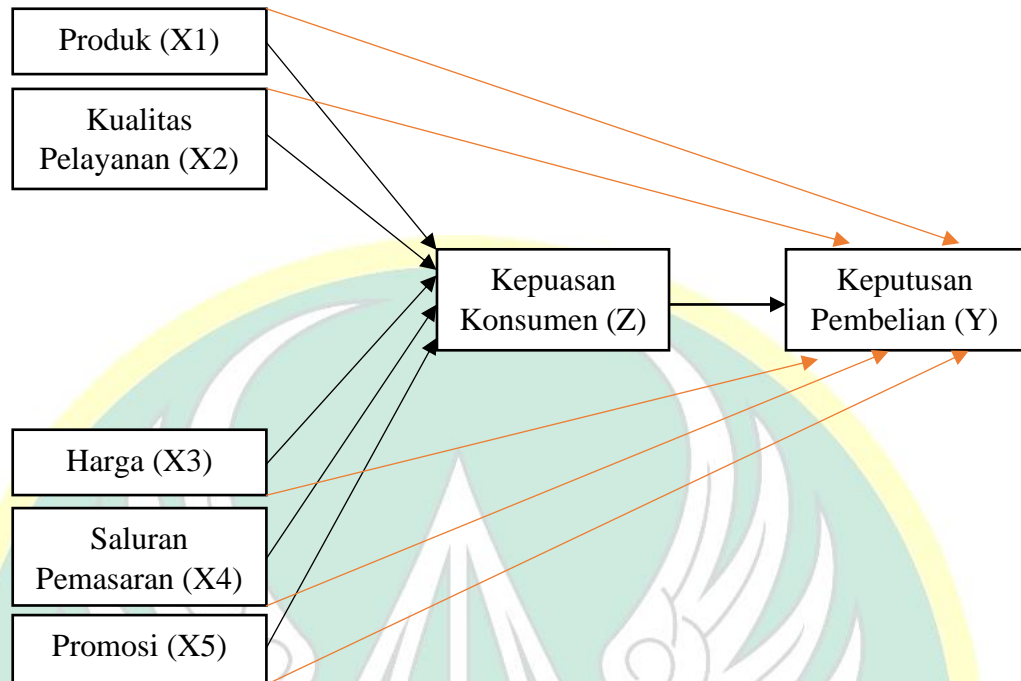 Produk (X1)
Kualitas
Pelayanan (X2)
Kepuasan
Konsumen (Z)
Keputusan
Pembelian (Y)
Harga (X3)
Saluran
Pemasaran (X4)
Promosi (X5)